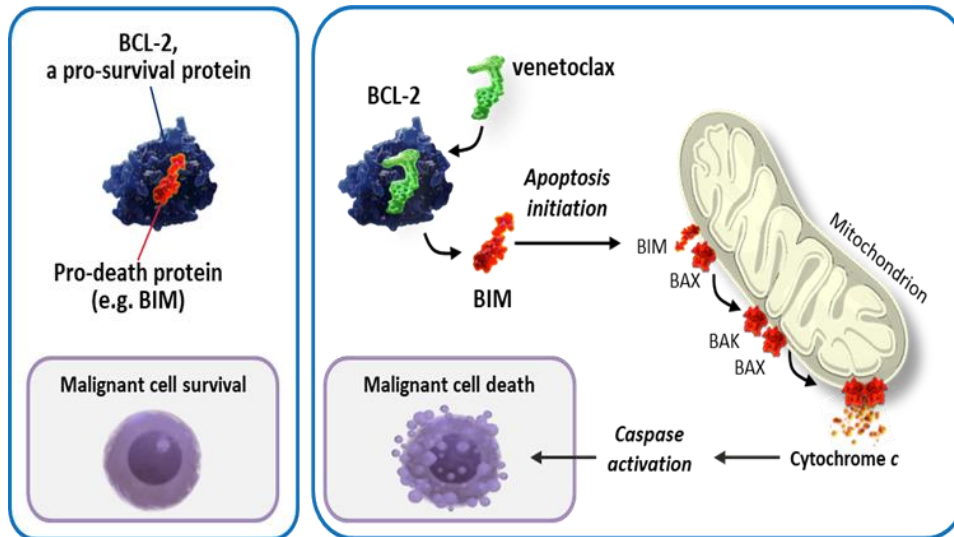 BCL-2,
a pro-survival protein
Pro-death protein
(e.g. BIM)
Malignant cell survival
venetoclax
BCL-2
Apoptosis
initiation
BIM
Mitochondrion
BIM
BAX
BAK
BAX
Malignant cell death
Caspase
activation
Cytochrome c